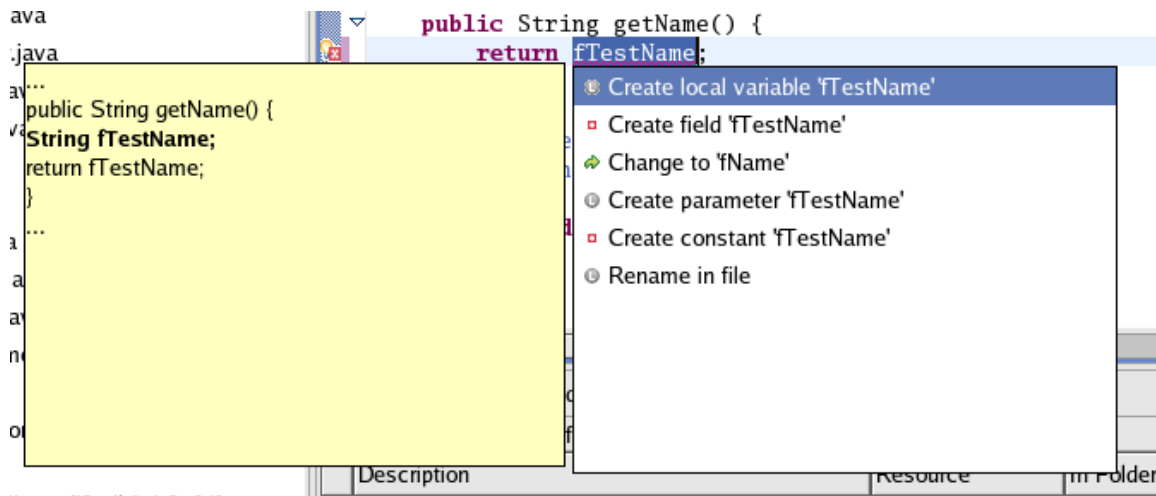 ava
.java
public String getName() {
return fTestName;
...
public String getName() {
String fTestName;
return fTestName;
}
...
Create local variable 'fTestName'
Create field 'fTestName'
Change to 'fName'
Create parameter 'fTestName'
Create constant 'fTestName'
Rename in file
Description
Resource
In Folder